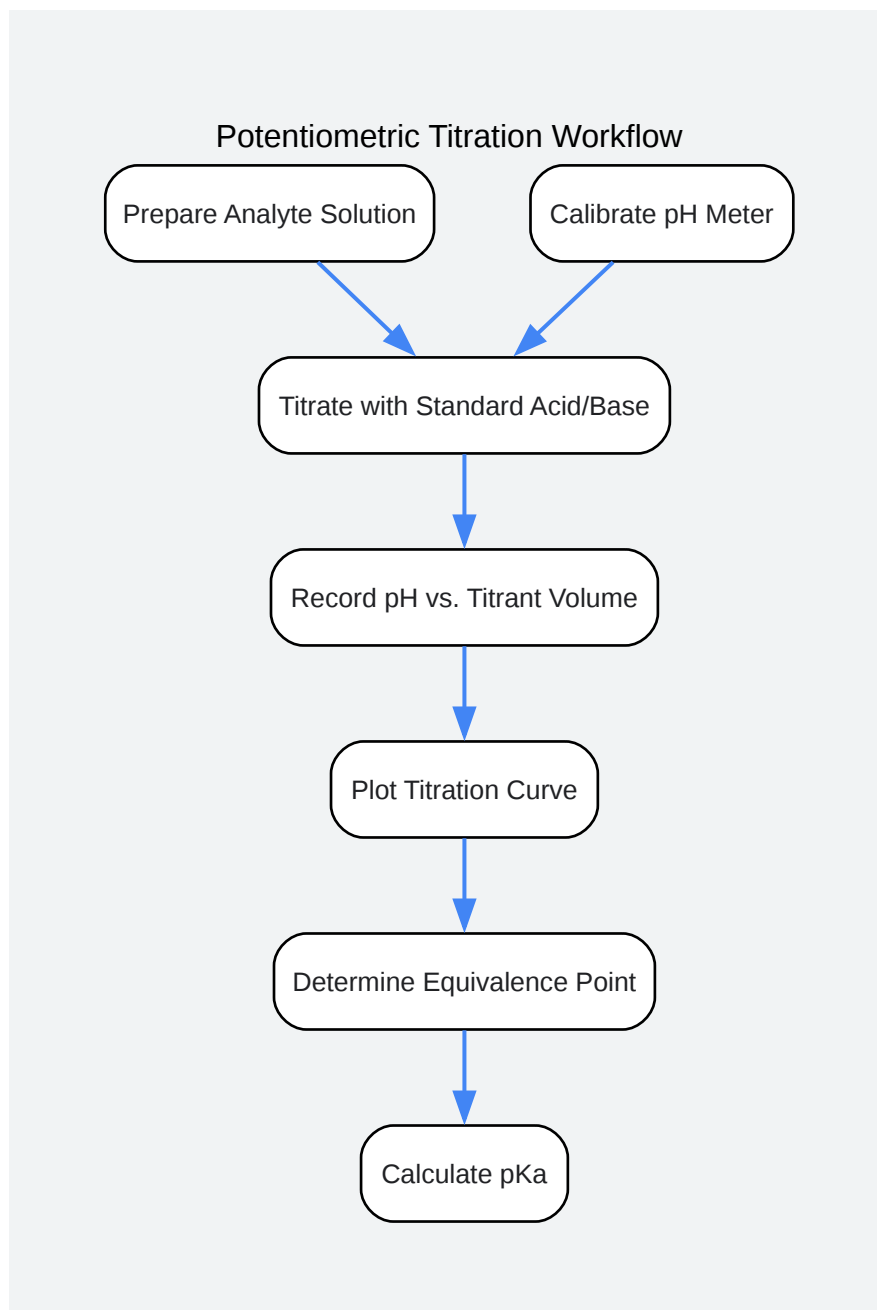 Potentiometric Titration Workflow
Prepare Analyte Solution
Calibrate pH Meter
Titrate with Standard Acid/Base
Record pH vs. Titrant Volume
Plot Titration Curve
Determine Equivalence Point
Calculate pKa